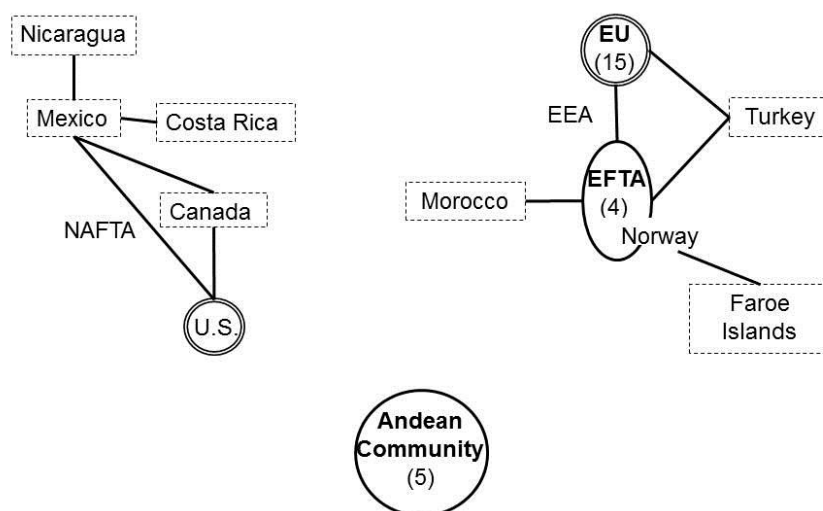 Nicaragua
Mexico
Costa Rica
Canada
NAFTA
U.S.
EU
(15)
EEA
Turkey
EFTA
(4)
Morocco
Norway
Faroe
Islands
Andean
Community
(5)